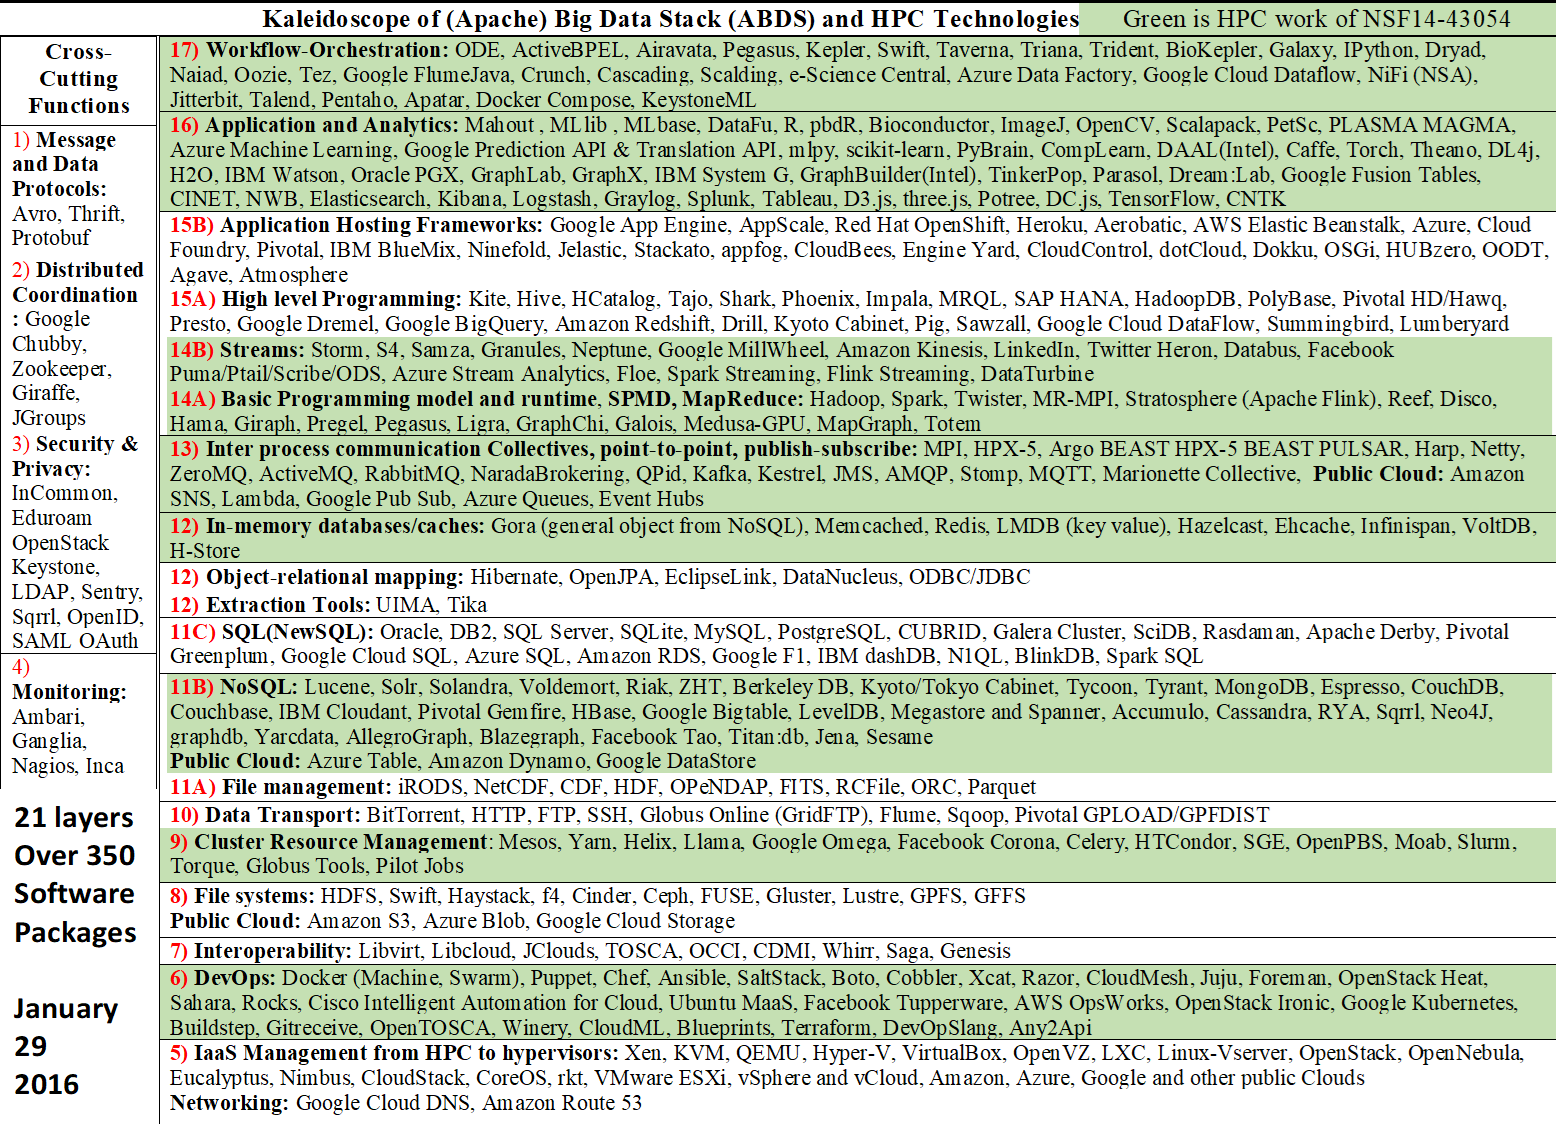 Kaleidoscope of (Apache) Big Data Stack (ABDS) and HPC Technologies
Green is HPC work of NSF14-43054
Cross-
Cutting
Functions
1) Message
and Data
Protocols:
Avro, Thrift,
Protobuf
2) Distributed
Coordination
: Google
Chubby,
Zookeeper,
Giraffe,
JGroups
3) Security &
Privacy:
InCommon,
Eduroam
OpenStack
Keystone,
LDAP, Sentry,
Sqrrl, OpenID,
SAML OAuth
4)
Monitoring:
Ambari,
Ganglia,
Nagios, Inca
21 layers
Over 350
Software
Packages
January
29
2016
17) Workflow-Orchestration: ODE, ActiveBPEL, Airavata, Pegasus, Kepler, Swift, Taverna, Triana, Trident, BioKepler, Galaxy, IPython, Dryad,
Naiad, Oozie, Tez, Google FlumeJava, Crunch, Cascading, Scalding, e-Science Central, Azure Data Factory, Google Cloud Dataflow, NiFi (NSA),
Jitterbit, Talend, Pentaho, Apatar, Docker Compose, KeystoneML
16) Application and Analytics: Mahout , MLlib , MLbase, DataFu, R, pbdR, Bioconductor, ImageJ, OpenCV, Scalapack, PetSc, PLASMA MAGMA,
Azure Machine Learning, Google Prediction API & Translation API, mlpy, scikit-learn, PyBrain, CompLearn, DAAL(Intel), Caffe, Torch, Theano, DL4j,
H2O, IBM Watson, Oracle PGX, GraphLab, GraphX, IBM System G, GraphBuilder(Intel), TinkerPop, Parasol, Dream:Lab, Google Fusion Tables,
CINET, NWB, Elasticsearch, Kibana, Logstash, Graylog, Splunk, Tableau, D3.js, three.js, Potree, DC.js, TensorFlow, CNTK
15B) Application Hosting Frameworks: Google App Engine, AppScale, Red Hat OpenShift, Heroku, Aerobatic, AWS Elastic Beanstalk, Azure, Cloud
Foundry, Pivotal, IBM BlueMix, Ninefold, Jelastic, Stackato, appfog, CloudBees, Engine Yard, CloudControl, dotCloud, Dokku, OSGi, HUBzero, OODT,
Agave, Atmosphere
15A) High level Programming: Kite, Hive, HCatalog, Tajo, Shark, Phoenix, Impala, MRQL, SAP HANA, HadoopDB, PolyBase, Pivotal HD/Hawq,
Presto, Google Dremel, Google BigQuery, Amazon Redshift, Drill, Kyoto Cabinet, Pig, Sawzall, Google Cloud DataFlow, Summingbird, Lumberyard
14B) Streams: Storm, S4, Samza, Granules, Neptune, Google MillWheel, Amazon Kinesis, LinkedIn, Twitter Heron, Databus, Facebook
Puma/Ptail/Scribe/ODS, Azure Stream Analytics, Floe, Spark Streaming, Flink Streaming, DataTurbine
14A) Basic Programming model and runtime, SPMD, MapReduce: Hadoop, Spark, Twister, MR-MPI, Stratosphere (Apache Flink), Reef, Disco,
Hama, Giraph, Pregel, Pegasus, Ligra, GraphChi, Galois, Medusa-GPU, MapGraph, Totem
13) Inter process communication Collectives, point-to-point, publish-subscribe: MPI, HPX-5, Argo BEAST HPX-5 BEAST PULSAR, Harp, Netty,
ZeroMQ, ActiveMQ, RabbitMQ, NaradaBrokering, QPid, Kafka, Kestrel, JMS, AMQP, Stomp, MQTT, Marionette Collective, Public Cloud: Amazon
SNS, Lambda, Google Pub Sub, Azure Queues, Event Hubs
12) In-memory databases/caches: Gora (general object from NoSQL), Memcached, Redis, LMDB (key value), Hazelcast, Ehcache, Infinispan, VoltDB,
H-Store
12) Object-relational mapping: Hibernate, OpenJPA, EclipseLink, DataNucleus, ODBC/JDBC
12) Extraction Tools: UIMA, Tika
11C) SQL(NewSQL): Oracle, DB2, SQL Server, SQLite, MySQL, PostgreSQL, CUBRID, Galera Cluster, SciDB, Rasdaman, Apache Derby, Pivotal
Greenplum, Google Cloud SQL, Azure SQL, Amazon RDS, Google F1, IBM dashDB, N1QL, BlinkDB, Spark SQL
11B) NoSQL: Lucene, Solr, Solandra, Voldemort, Riak, ZHT, Berkeley DB, Kyoto/Tokyo Cabinet, Tycoon, Tyrant, MongoDB, Espresso, CouchDB,
Couchbase, IBM Cloudant, Pivotal Gemfire, HBase, Google Bigtable, LevelDB, Megastore and Spanner, Accumulo, Cassandra, RYA, Sqrrl, Neo4J,
graphdb, Yarcdata, AllegroGraph, Blazegraph, Facebook Tao, Titan:db, Jena, Sesame
Public Cloud: Azure Table, Amazon Dynamo, Google DataStore
11A) File management: iRODS, NetCDF, CDF, HDF, OPeNDAP, FITS, RCFile, ORC, Parquet
10) Data Transport: BitTorrent, HTTP, FTP, SSH, Globus Online (GridFTP), Flume, Sqoop, Pivotal GPLOAD/GPFDIST
9) Cluster Resource Management: Mesos, Yarn, Helix, Llama, Google Omega, Facebook Corona, Celery, HTCondor, SGE, OpenPBS, Moab, Slurm,
Torque, Globus Tools, Pilot Jobs
8) File systems: HDFS, Swift, Haystack, f4, Cinder, Ceph, FUSE, Gluster, Lustre, GPFS, GFFS
Public Cloud: Amazon S3, Azure Blob, Google Cloud Storage
7) Interoperability: Libvirt, Libcloud, JClouds, TOSCA, OCCI, CDMI, Whirr, Saga, Genesis
6) DevOps: Docker (Machine, Swarm), Puppet, Chef, Ansible, SaltStack, Boto, Cobbler, Xcat, Razor, CloudMesh, Juju, Foreman, OpenStack Heat,
Sahara, Rocks, Cisco Intelligent Automation for Cloud, Ubuntu MaaS, Facebook Tupperware, AWS OpsWorks, OpenStack Ironic, Google Kubernetes,
Buildstep, Gitreceive, OpenTOSCA, Winery, CloudML, Blueprints, Terraform, DevOpSlang, Any2Api
5) IaaS Management from HPC to hypervisors: Xen, KVM, QEMU, Hyper-V, VirtualBox, OpenVZ, LXC, Linux-Vserver, OpenStack, OpenNebula,
Eucalyptus, Nimbus, CloudStack, CoreOS, rkt, VMware ESXi, vSphere and vCloud, Amazon, Azure, Google and other public Clouds
Networking: Google Cloud DNS, Amazon Route 53